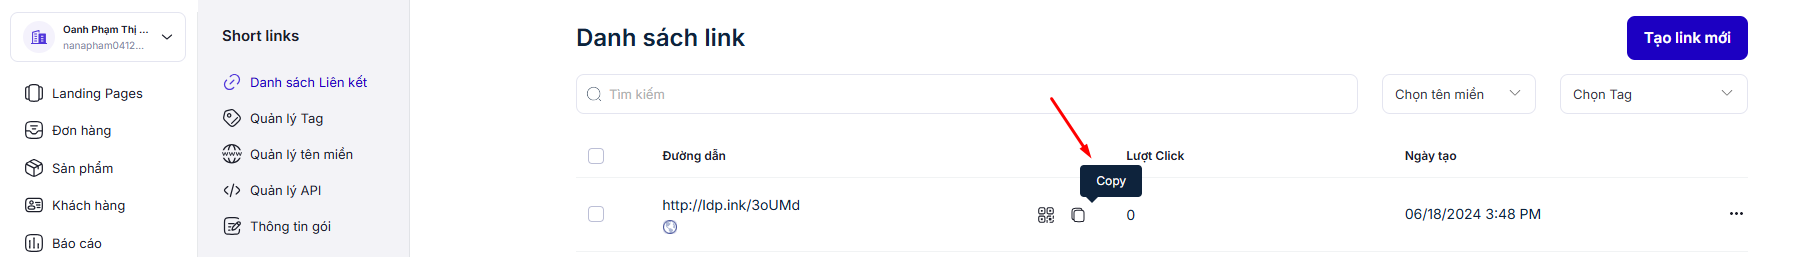 Oanh Phạm Thị ...
nanapham0412...
Landing Pages
Đơn hàng
Sản phẩm
Khách hàng
Báo cáo
Short links
Danh sách Liên kết
Quản lý Tag
Quản lý tên miền
Quản lý API
Thông tin gói
Danh sách link
Tạo link mới
Tìm kiếm
Chọn tên miền
Chọn Tag
Đường dẫn
Lượt Click
Ngày tạo
Copy
http://ldp.ink/3oUMd
0
06/18/2024 3:48 PM